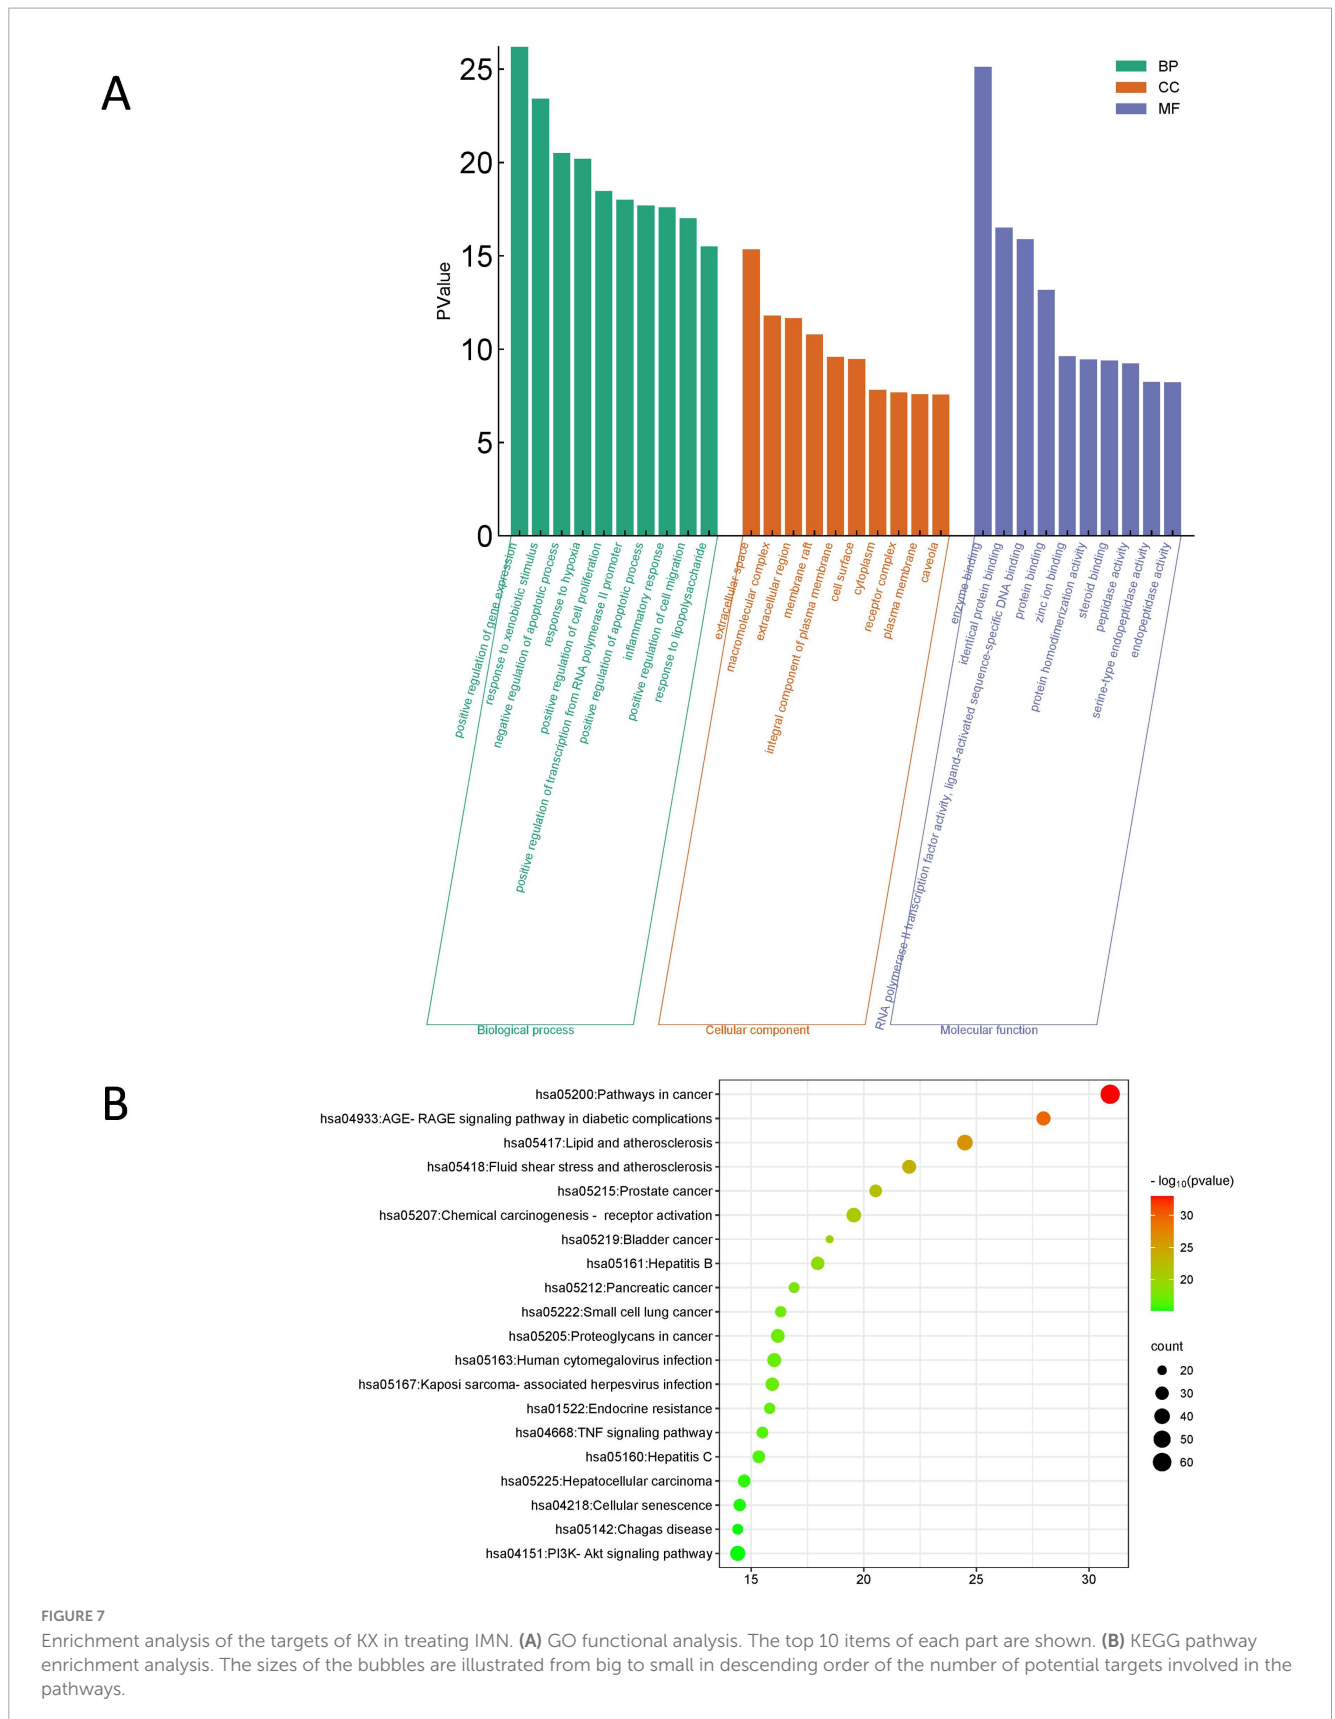 A
PValue
25
20
15
10
5
0
BP
CC
MF
positive regulation of gene expression
response to xenobiotic stimulus
negative regulation of apoptotic process
response to hypoxia
positive regulation of cell proliferation
positive regulation of transcription from RNA polymerase II promoter
positive regulation of apoptotic process
inflammatory response
positive regulation of cell migration
response to lipopolysaccharide
extracellular space
macromolecular complex
extracellular region
membrane raft
integral component of plasma membrane
cell surface
cytoplasm
receptor complex
plasma membrane
caveola
enzyme binding
identical protein binding
RNA polymerase II transcription factor activity, ligand-activated sequence-specific DNA binding
protein binding
zinc ion binding
protein homodimerization activity
steroid binding
peptidase activity
serine-type endopeptidase activity
endopeptidase activity
Biological process
Cellular component
Molecular function
B
hsa05200:Pathways in cancer
hsa04933:AGE- RAGE signaling pathway in diabetic complications
hsa05417:Lipid and atherosclerosis
hsa05418:Fluid shear stress and atherosclerosis
hsa05215:Prostate cancer
hsa05207:Chemical carcinogenesis - receptor activation
hsa05219:Bladder cancer
hsa05161:Hepatitis B
hsa05212:Pancreatic cancer
hsa05222:Small cell lung cancer
hsa05205:Proteoglycans in cancer
hsa05163:Human cytomegalovirus infection
hsa05167:Kaposi sarcoma- associated herpesvirus infection
hsa01522:Endocrine resistance
hsa04668:TNF signaling pathway
hsa05160:Hepatitis C
hsa05225:Hepatocellular carcinoma
hsa04218:Cellular senescence
hsa05142:Chagas disease
hsa04151:PI3K- Akt signaling pathway
15
20
25
30
- log₁₀(pvalue)
30
25
20
count
20
30
40
50
60
FIGURE 7
Enrichment analysis of the targets of KX in treating IMN. (A) GO functional analysis. The top 10 items of each part are shown. (B) KEGG pathway
enrichment analysis. The sizes of the bubbles are illustrated from big to small in descending order of the number of potential targets involved in the
pathways.